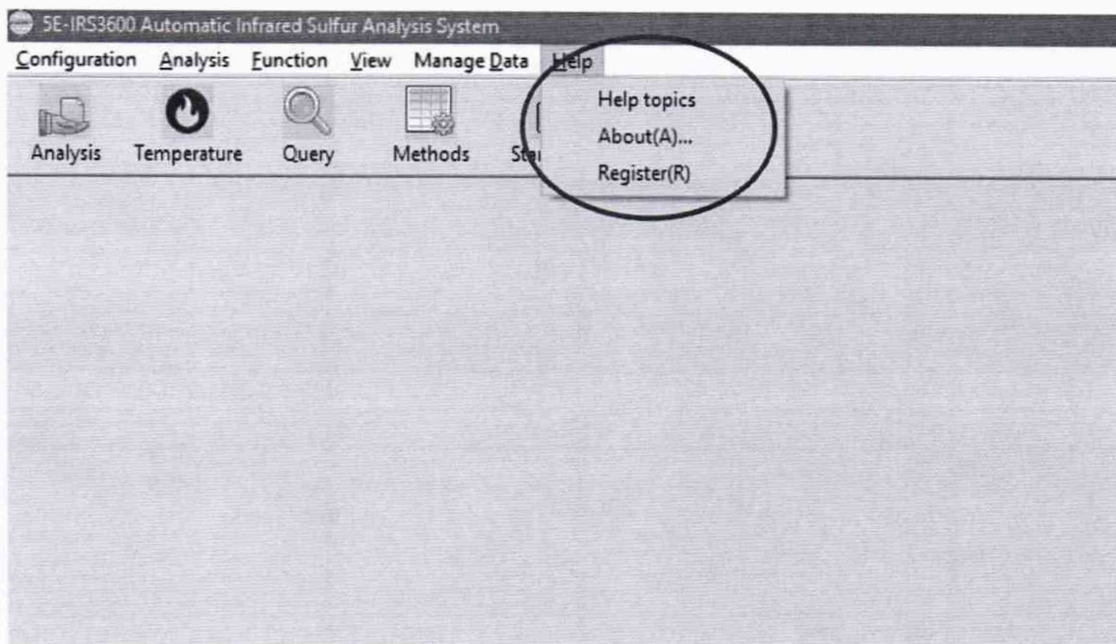 5E-IRS3600 Automatic Infrared Sulfur Analysis System
Configuration Analysis Function View Manage Data Help
Help topics
About(A)...
Register(R)
Analysis Temperature Query Methods